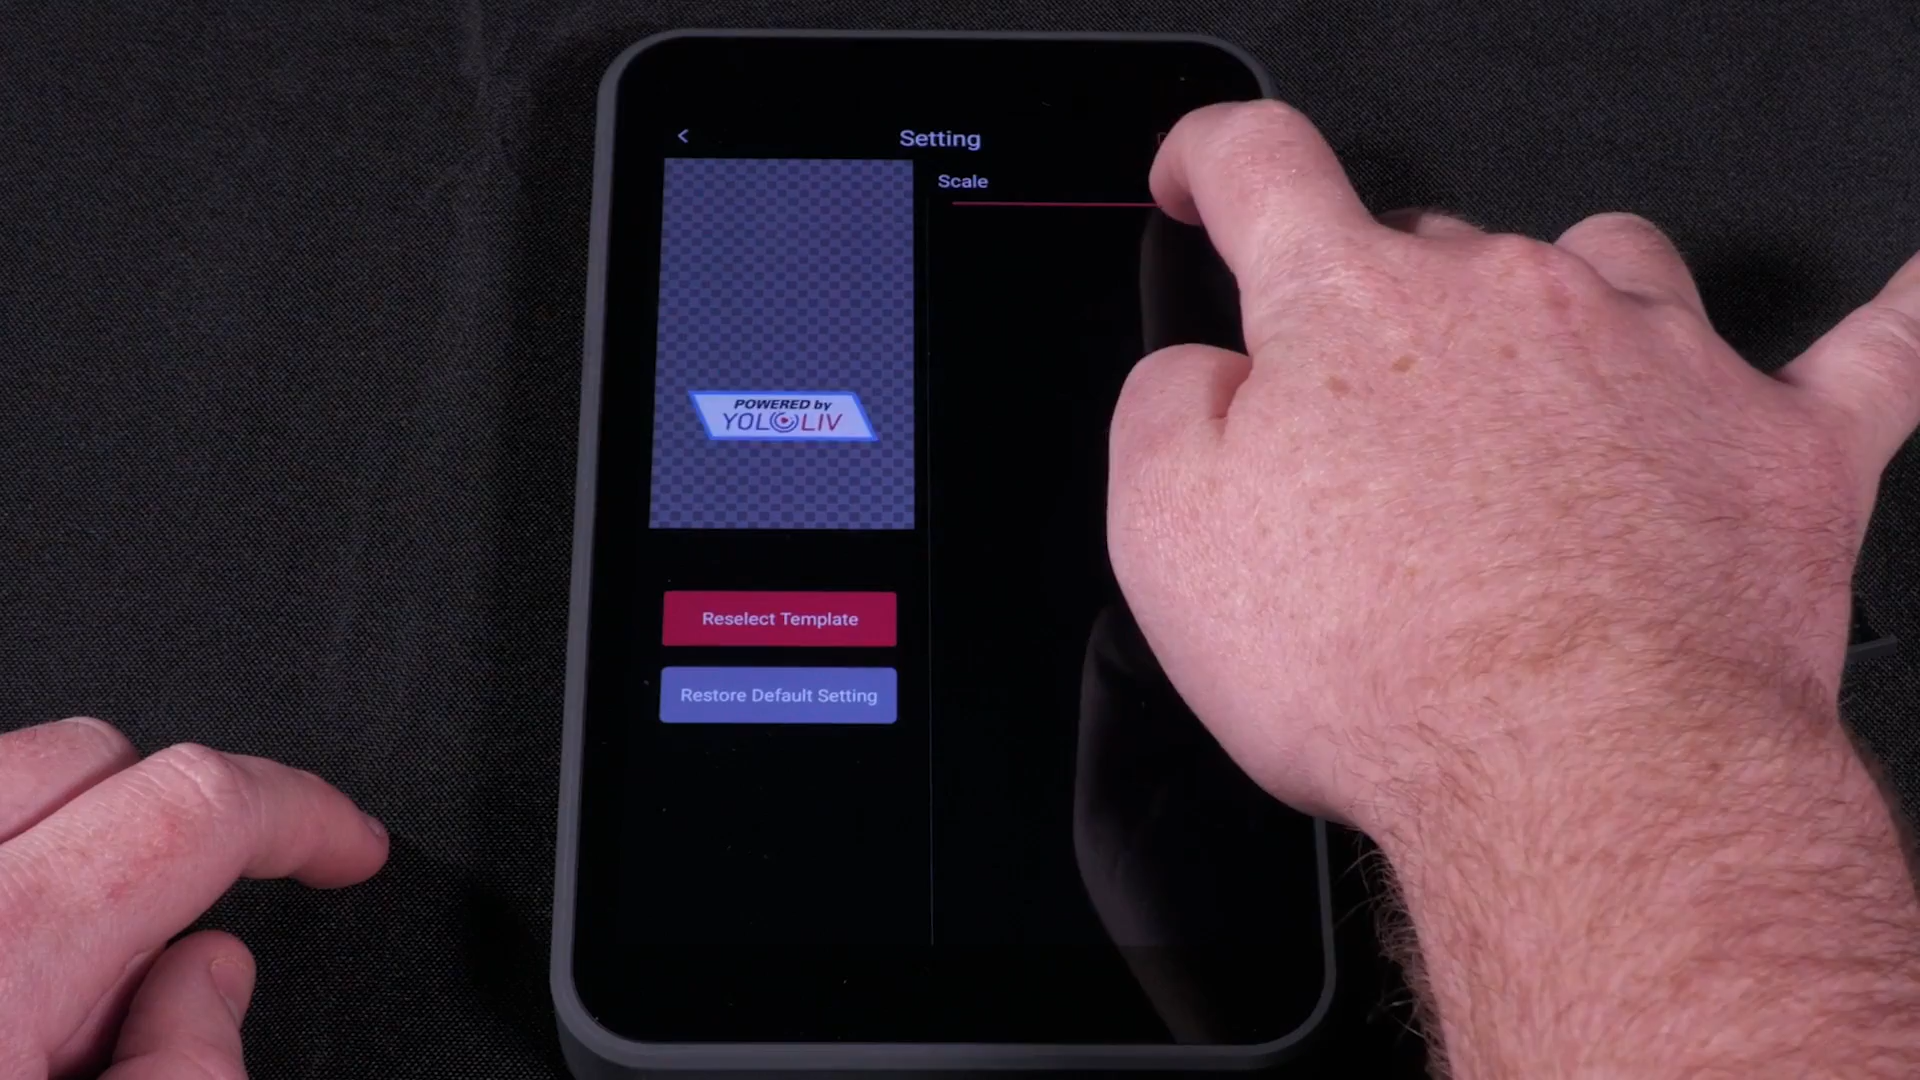 <
Setting
Scale
POWERED by
YOLOLIV
Reselect Template
Restore Default Setting